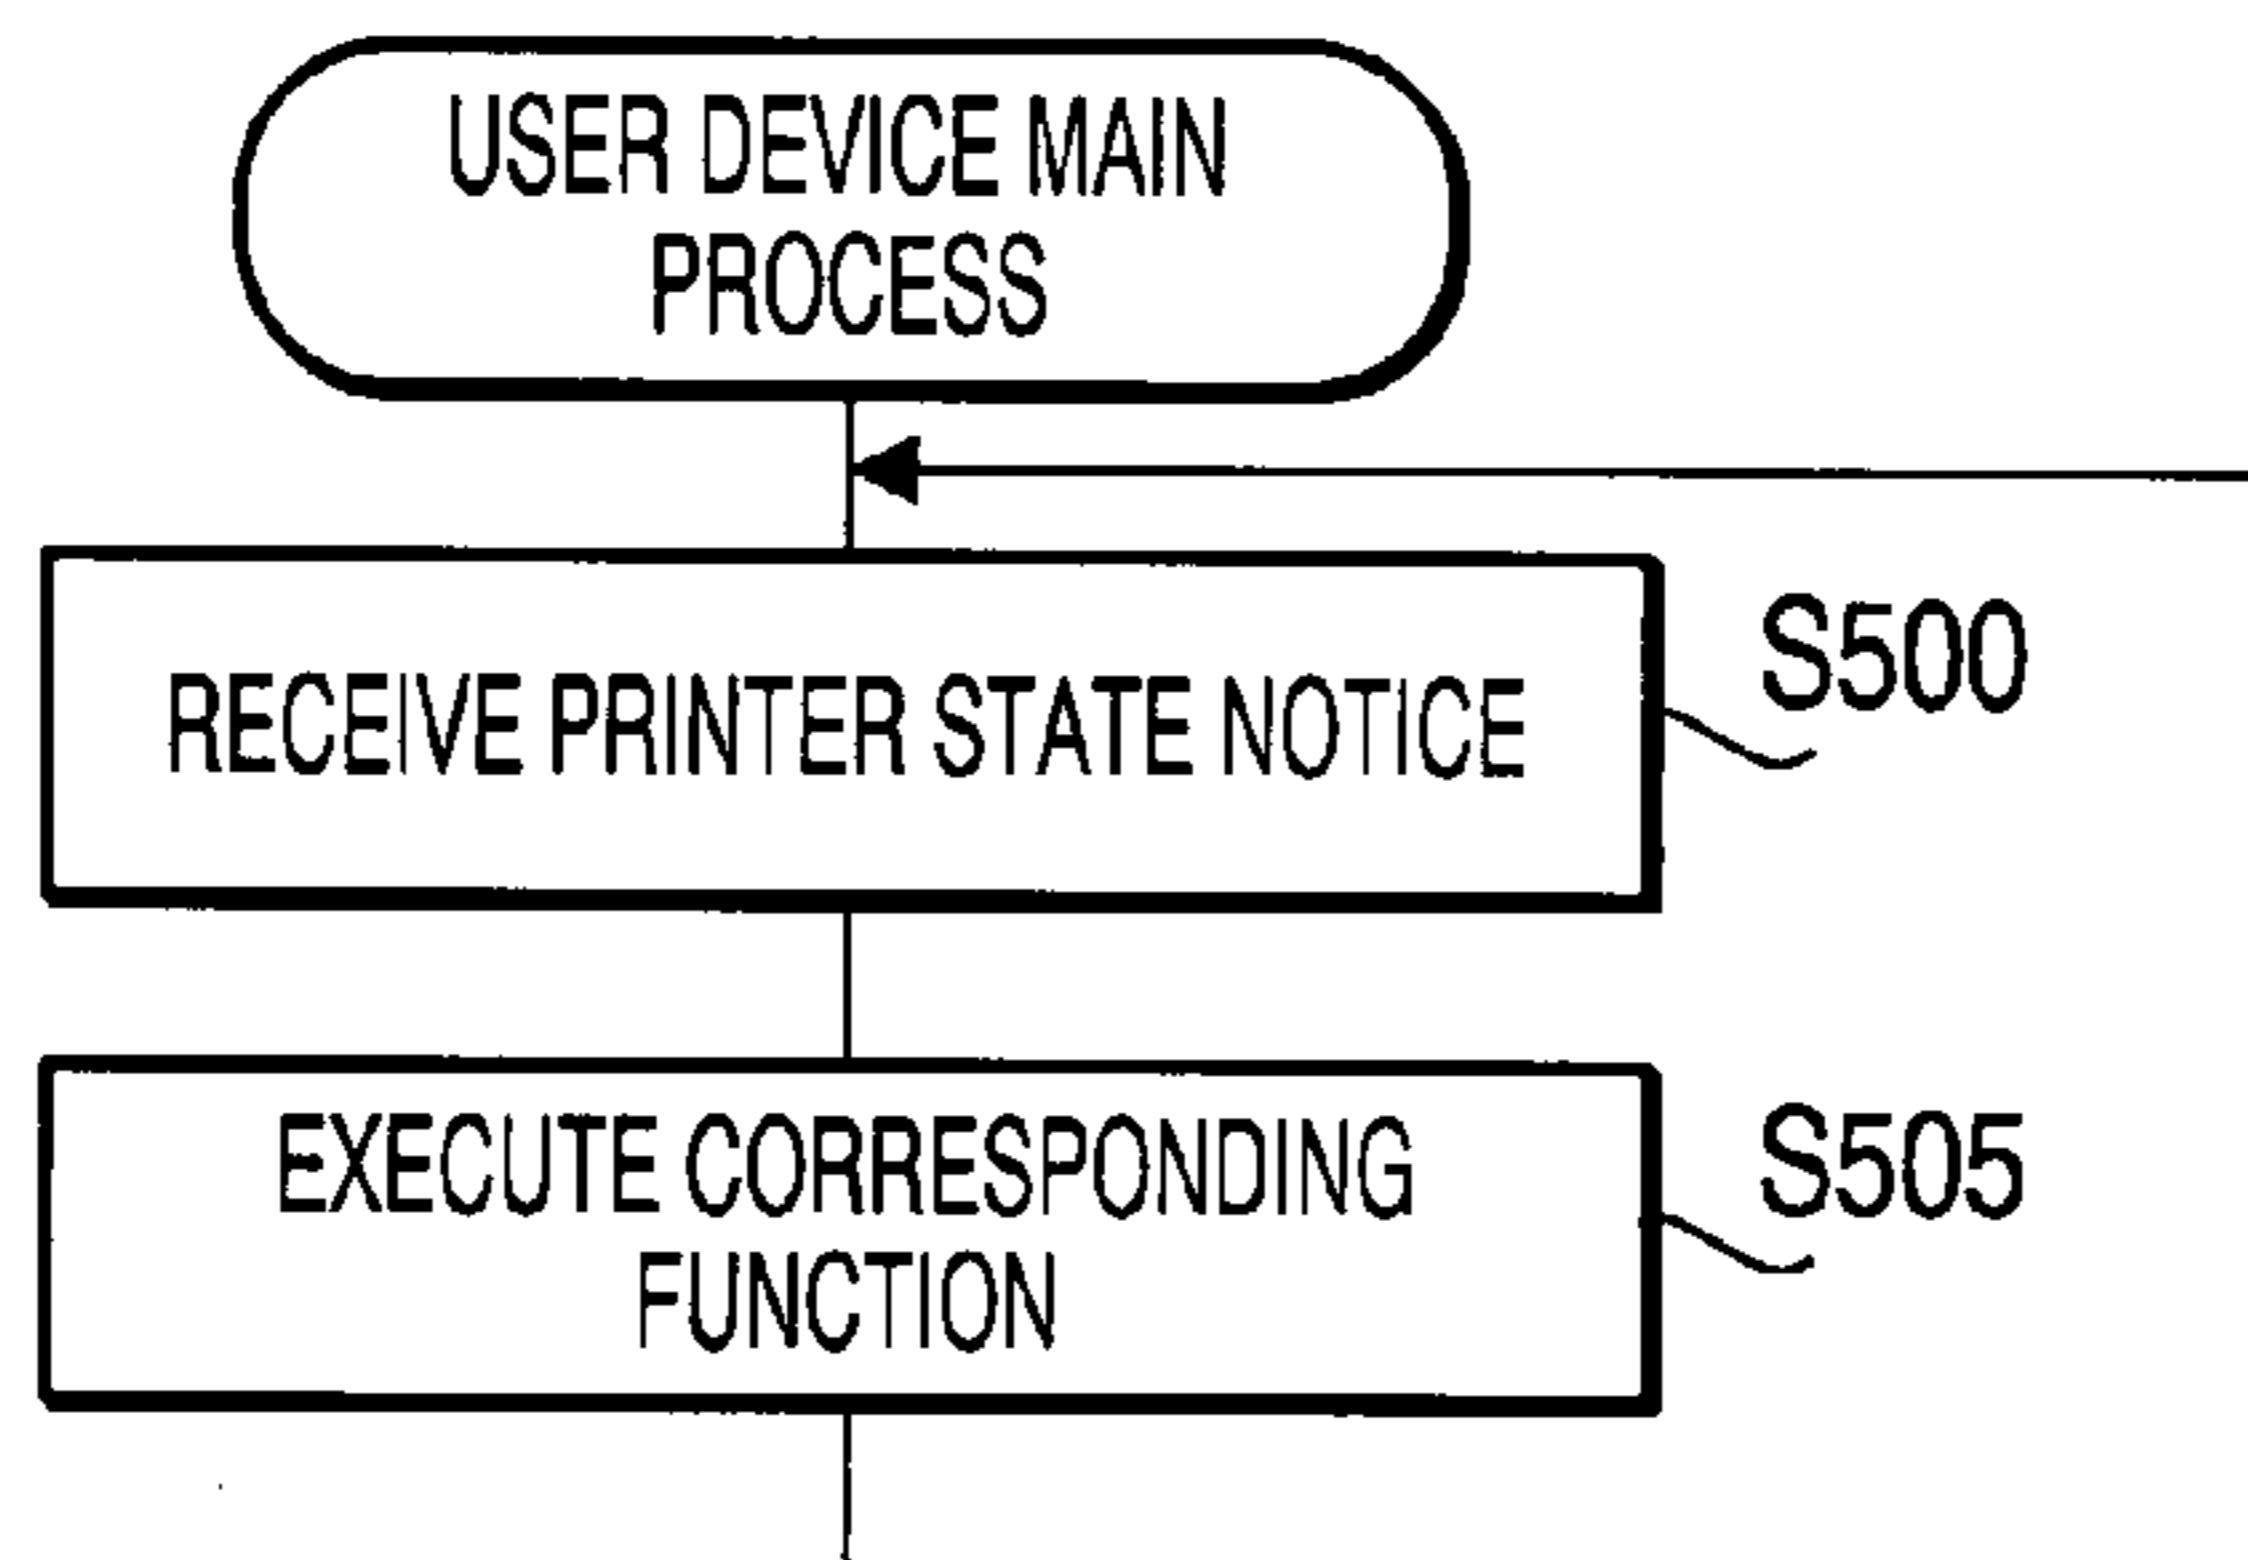 USER DEVICE MAIN
PROCESS
RECEIVE PRINTER STATE NOTICE
S500
EXECUTE CORRESPONDING
FUNCTION
S505